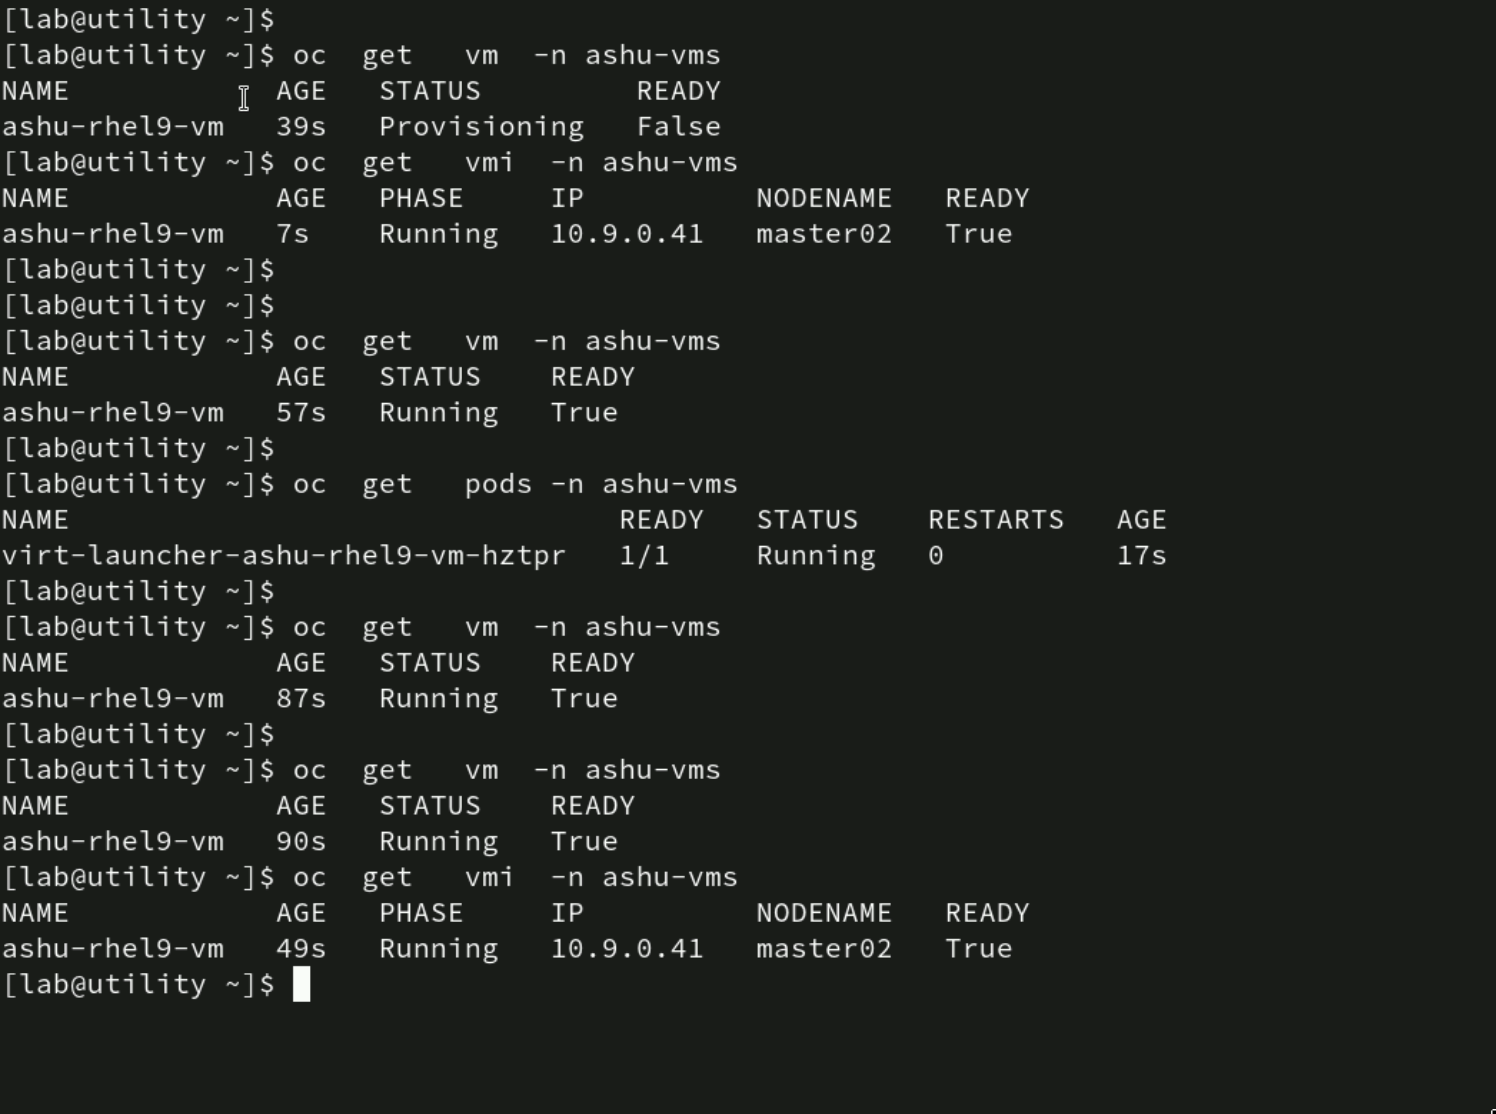 [lab@utility ~]$
[lab@utility ~]$ oc  get   vm  -n ashu-vms
NAME            AGE   STATUS         READY
ashu-rhel9-vm   39s   Provisioning   False
[lab@utility ~]$ oc  get   vmi  -n ashu-vms
NAME            AGE   PHASE     IP          NODENAME   READY
ashu-rhel9-vm   7s    Running   10.9.0.41   master02   True
[lab@utility ~]$
[lab@utility ~]$
[lab@utility ~]$ oc  get   vm  -n ashu-vms
NAME            AGE   STATUS    READY
ashu-rhel9-vm   57s   Running   True
[lab@utility ~]$
[lab@utility ~]$ oc  get   pods -n ashu-vms
NAME                                READY   STATUS    RESTARTS   AGE
virt-launcher-ashu-rhel9-vm-hztpr   1/1     Running   0          17s
[lab@utility ~]$
[lab@utility ~]$ oc  get   vm  -n ashu-vms
NAME            AGE   STATUS    READY
ashu-rhel9-vm   87s   Running   True
[lab@utility ~]$
[lab@utility ~]$ oc  get   vm  -n ashu-vms
NAME            AGE   STATUS    READY
ashu-rhel9-vm   90s   Running   True
[lab@utility ~]$ oc  get   vmi  -n ashu-vms
NAME            AGE   PHASE     IP          NODENAME   READY
ashu-rhel9-vm   49s   Running   10.9.0.41   master02   True
[lab@utility ~]$